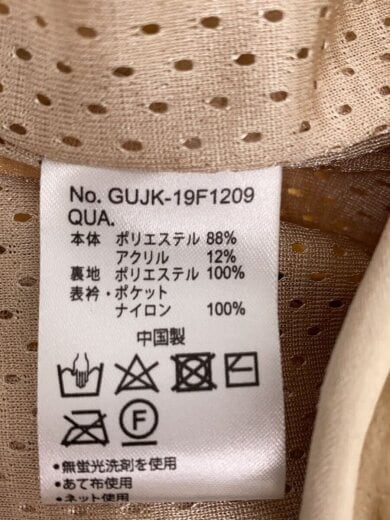 No. GUJK-19F1209
QUA.
本体 ポリエステル 88%
アクリル 12%
裏地 ポリエステル 100%
表衿・ポケット
ナイロン 100%
中国製
F
・無蛍光洗剤を使用
・あて布使用
・ネット使用